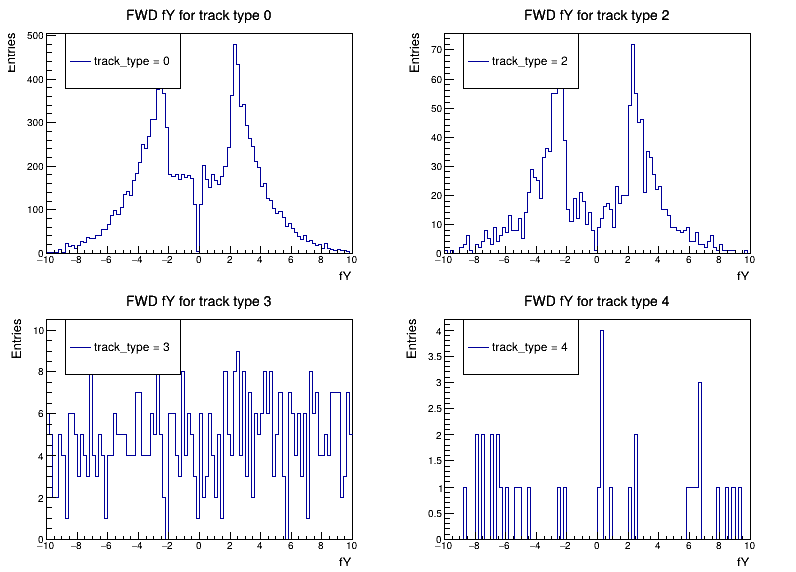 FWD fY for track type 0
Entries
500
400
300
200
100
0
track_type = 0
−10 −8 −6 −4 −2 0 2 4 6 8 10
fY
FWD fY for track type 2
Entries
70
60
50
40
30
20
10
0
track_type = 2
−10 −8 −6 −4 −2 0 2 4 6 8 10
fY
FWD fY for track type 3
Entries
10
8
6
4
2
0
track_type = 3
−10 −8 −6 −4 −2 0 2 4 6 8 10
fY
FWD fY for track type 4
Entries
4
3.5
3
2.5
2
1.5
1
0.5
0
track_type = 4
−10 −8 −6 −4 −2 0 2 4 6 8 10
fY